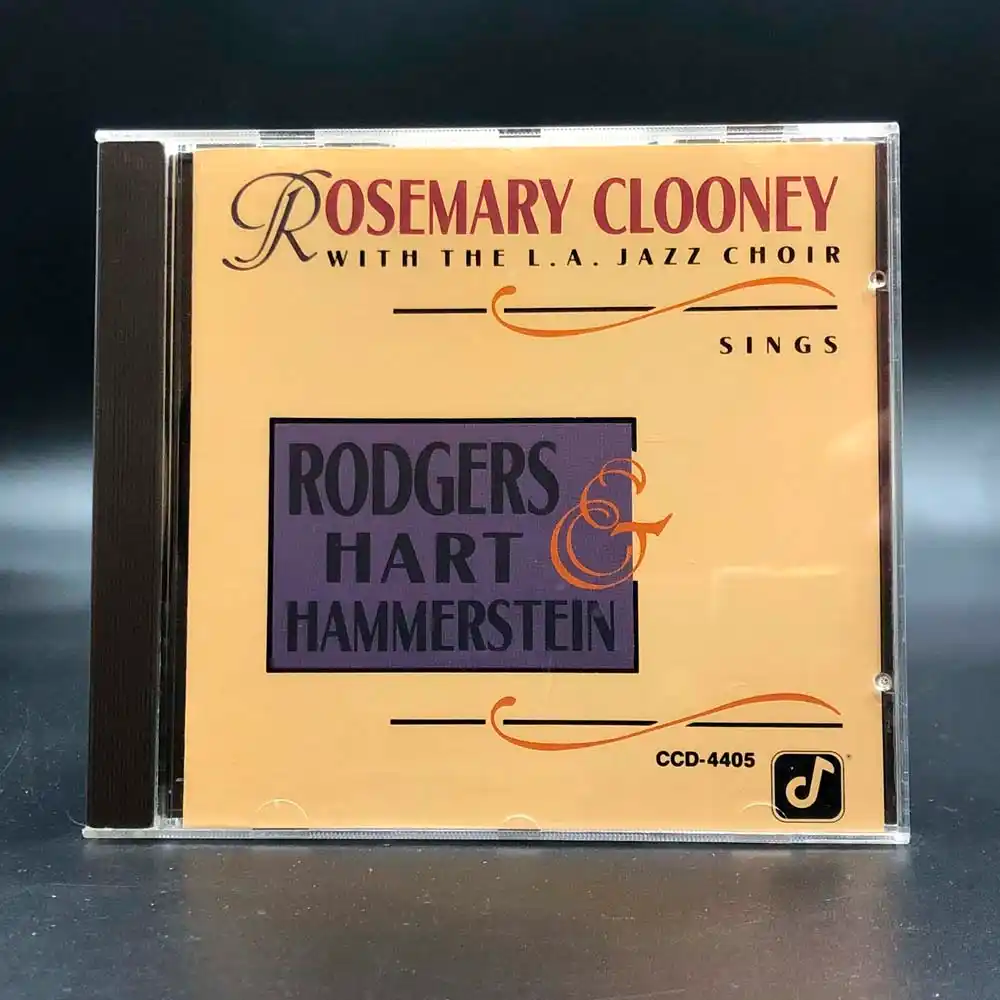 ROSEMARY CLOONEY
WITH THE L.A. JAZZ CHOIR
SINGS
RODGERS
HART &
HAMMERSTEIN
CCD-4405